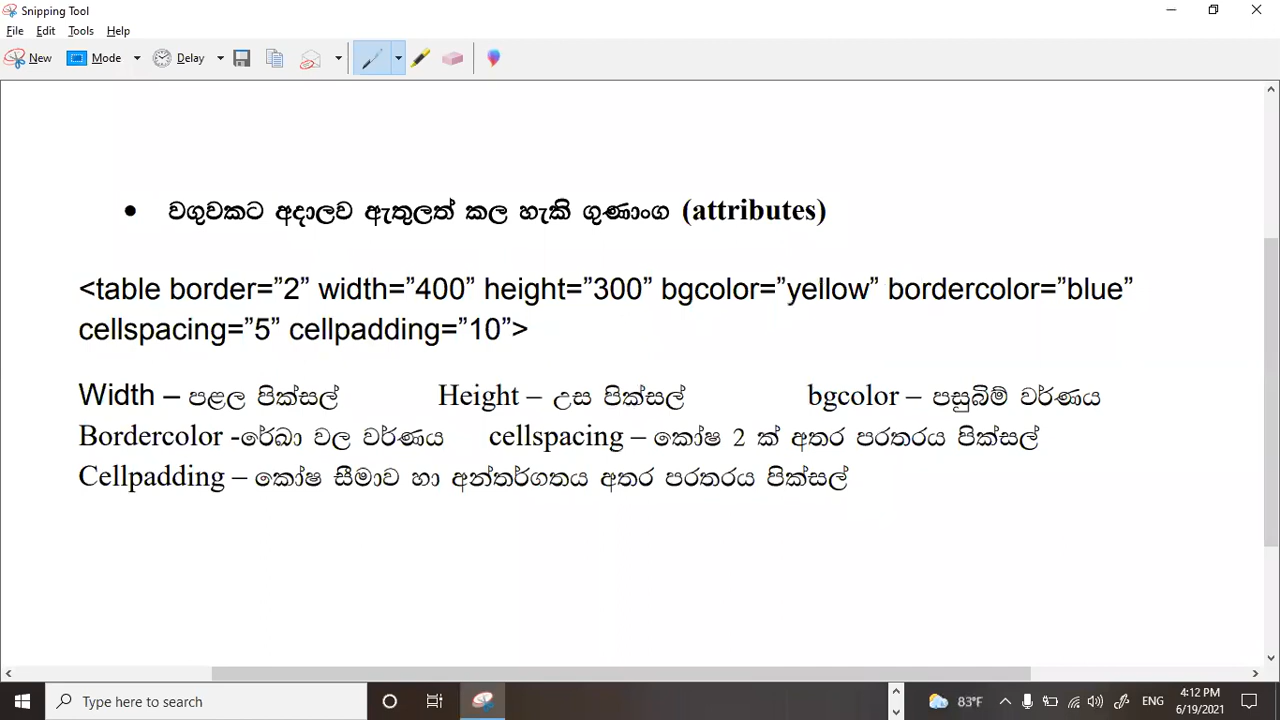 Snipping Tool
File Edit Tools Help
New Mode Delay
• වගුවකට අදාලව ඇතුලත් කල හැකි ගුණාංග (attributes)
<table border=”2” width=”400” height=”300” bgcolor=”yellow” bordercolor=”blue”
cellspacing=”5” cellpadding=”10”>
Width – පළල පික්සල් Height – උස පික්සල් bgcolor – පසුබිම් වර්ණය
Bordercolor -රේඛා වල වර්ණය cellspacing – කෝෂ 2 ක් අතර පරතරය පික්සල්
Cellpadding – කෝෂ සීමාව හා අන්තර්ගතය අතර පරතරය පික්සල්
Type here to search 83°F ENG 4:12 PM
6/19/2021